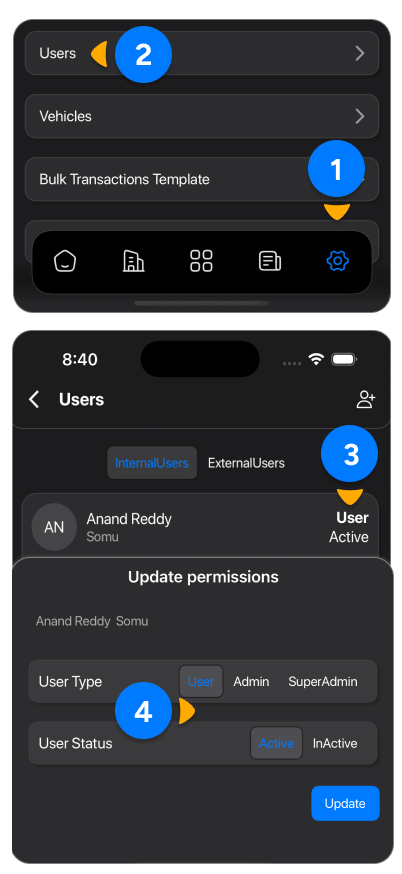 Users
2
Vehicles
1
Bulk Transactions Template
8:40
Users
InternalUsers ExternalUsers
3
AN
Anand Reddy
Somu
User
Active
Update permissions
Anand Reddy Somu
User Type User Admin SuperAdmin
4
User Status Active InActive
Update